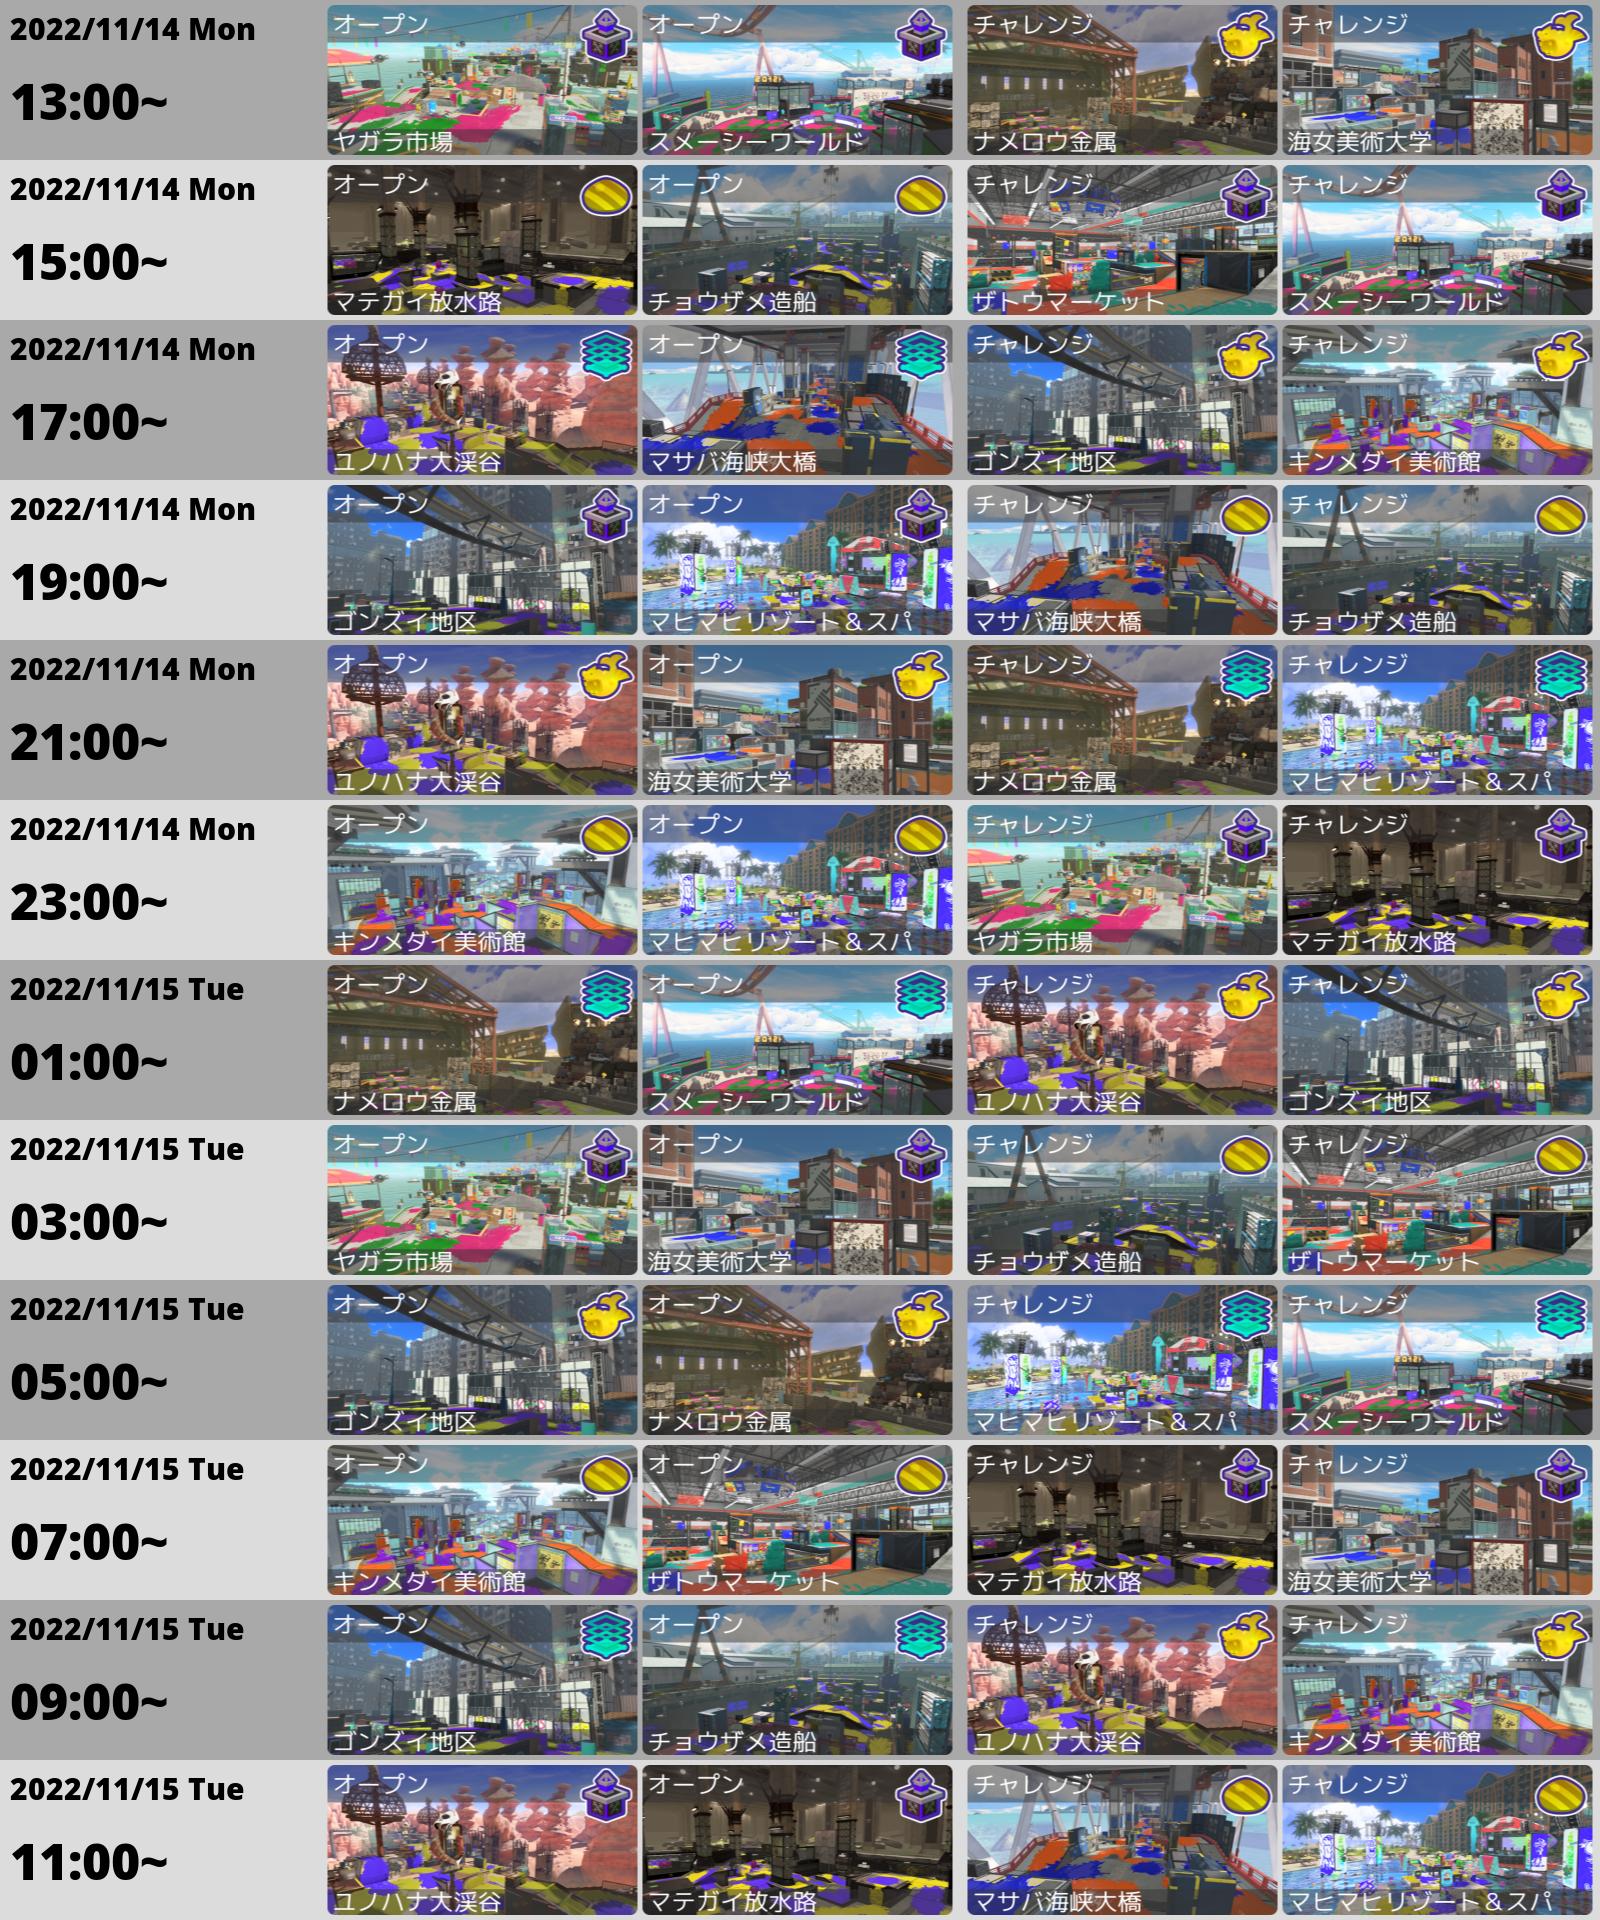 2022/11/14 Mon
13:00~
オープン
ヤガラ市場
オープン
スメーシーワールド
チャレンジ
ナメロウ金属
チャレンジ
海女美術大学
2022/11/14 Mon
15:00~
オープン
マテガイ放水路
オープン
チョウザメ造船
チャレンジ
ザトウマーケット
チャレンジ
スメーシーワールド
2022/11/14 Mon
17:00~
オープン
ユノハナ大渓谷
オープン
マサバ海峡大橋
チャレンジ
ゴンズイ地区
チャレンジ
キンメダイ美術館
2022/11/14 Mon
19:00~
オープン
ゴンズイ地区
オープン
マヒマヒリゾート＆スパ
チャレンジ
マサバ海峡大橋
チャレンジ
チョウザメ造船
2022/11/14 Mon
21:00~
オープン
ユノハナ大渓谷
オープン
海女美術大学
チャレンジ
ナメロウ金属
チャレンジ
マヒマヒリゾート＆スパ
2022/11/14 Mon
23:00~
オープン
キンメダイ美術館
オープン
マヒマヒリゾート＆スパ
チャレンジ
ヤガラ市場
チャレンジ
マテガイ放水路
2022/11/15 Tue
01:00~
オープン
ナメロウ金属
オープン
スメーシーワールド
チャレンジ
ユノハナ大渓谷
チャレンジ
ゴンズイ地区
2022/11/15 Tue
03:00~
オープン
ヤガラ市場
オープン
海女美術大学
チャレンジ
チョウザメ造船
チャレンジ
ザトウマーケット
2022/11/15 Tue
05:00~
オープン
ゴンズイ地区
オープン
ナメロウ金属
チャレンジ
マヒマヒリゾート＆スパ
チャレンジ
スメーシーワールド
2022/11/15 Tue
07:00~
オープン
キンメダイ美術館
オープン
ザトウマーケット
チャレンジ
マテガイ放水路
チャレンジ
海女美術大学
2022/11/15 Tue
09:00~
オープン
ゴンズイ地区
オープン
チョウザメ造船
チャレンジ
ユノハナ大渓谷
チャレンジ
キンメダイ美術館
2022/11/15 Tue
11:00~
オープン
ユノハナ大渓谷
オープン
マテガイ放水路
チャレンジ
マサバ海峡大橋
チャレンジ
マヒマヒリゾート＆スパ